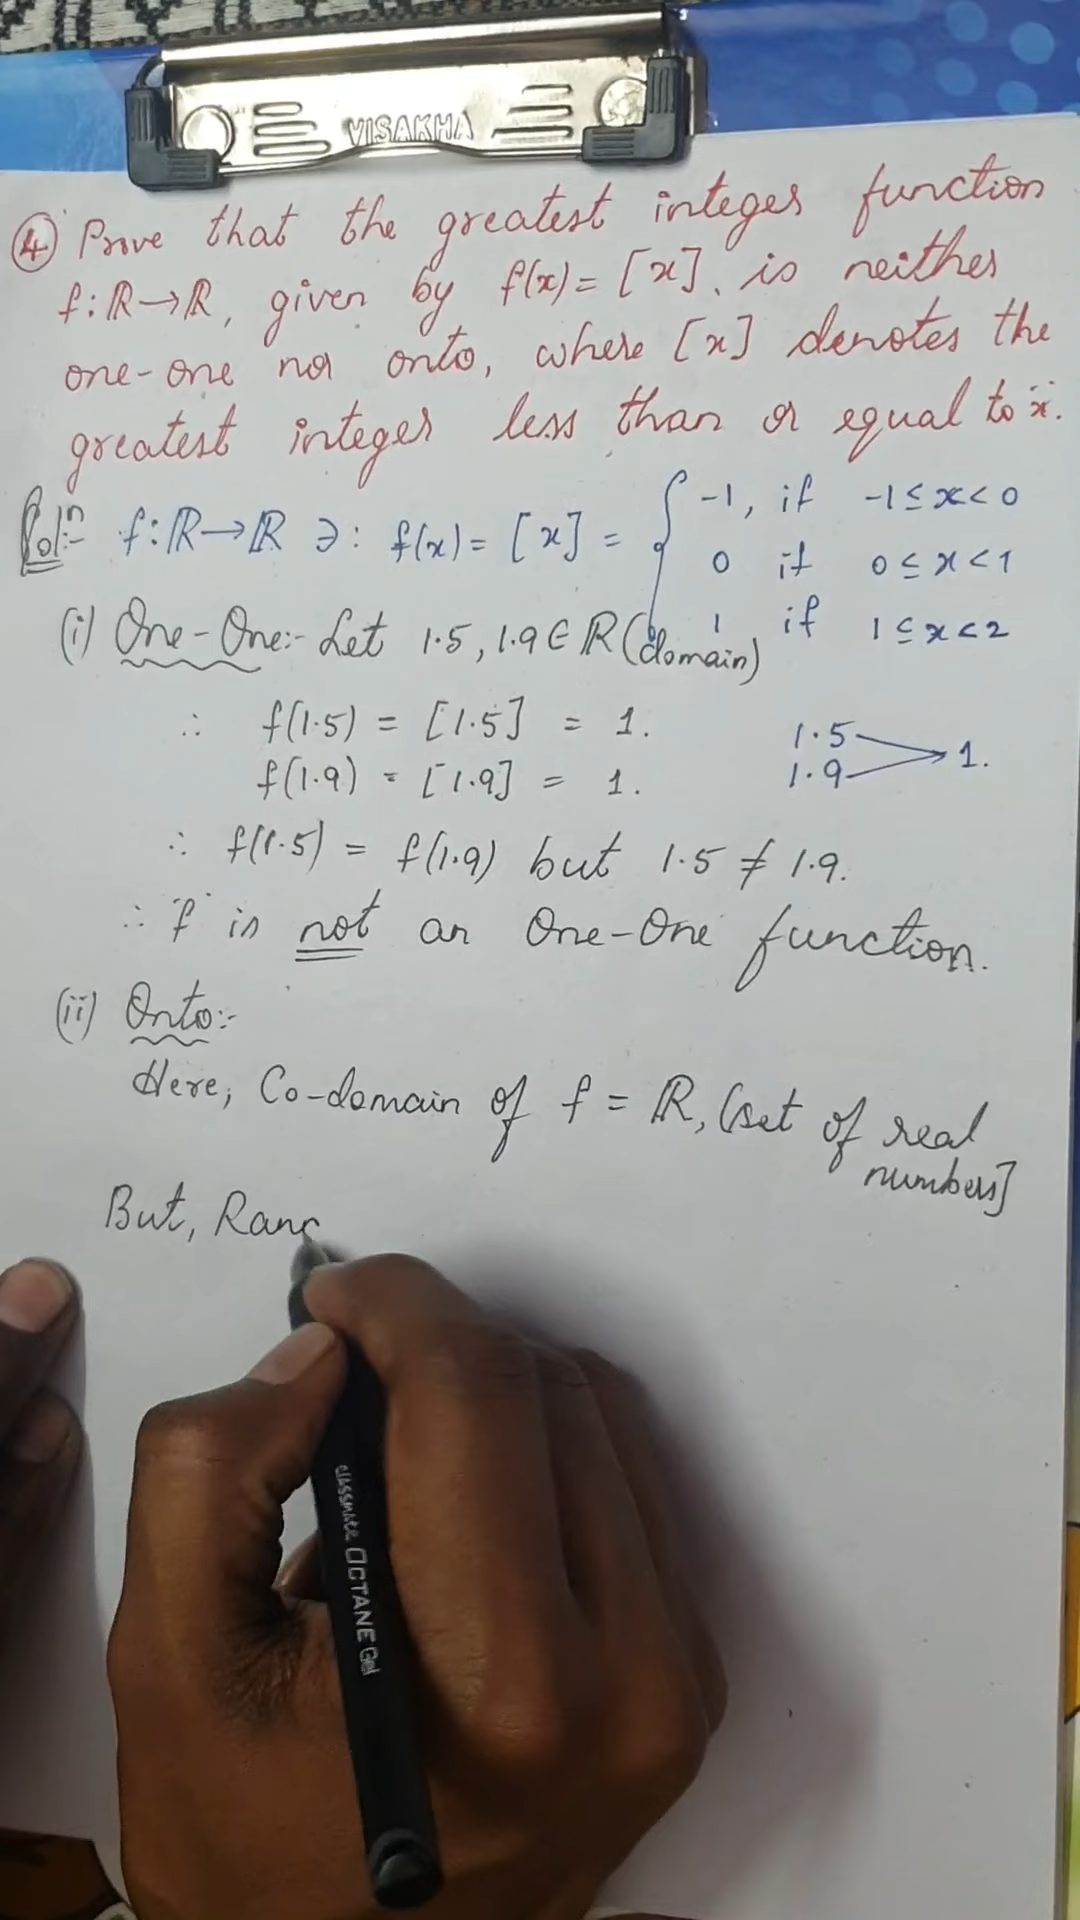 VISAKHA
④ Prove that the greatest integer function
f:ℝ→ℝ, given by f(x)=[x], is neither
one-one nor onto, where [x] denotes the
greatest integer less than or equal to "x".
Solⁿ:- f:ℝ→ℝ ∋: f(x)=[x]= { -1, if -1≤x<0
0 if 0≤x<1
1 if 1≤x<2
(i) One-One:- Let 1.5, 1.9∈ℝ(domain)
∴ f(1.5) = [1.5] = 1.
f(1.9) = [1.9] = 1.
1.5
1.9 → 1.
∴ f(1.5) = f(1.9) but 1.5 ≠ 1.9.
∴ 'f' is not an One-One function.
(ii) Onto:-
Here, Co-domain of f = ℝ, (set of real
numbers]
But, Rang
classmate OCTANE Gel